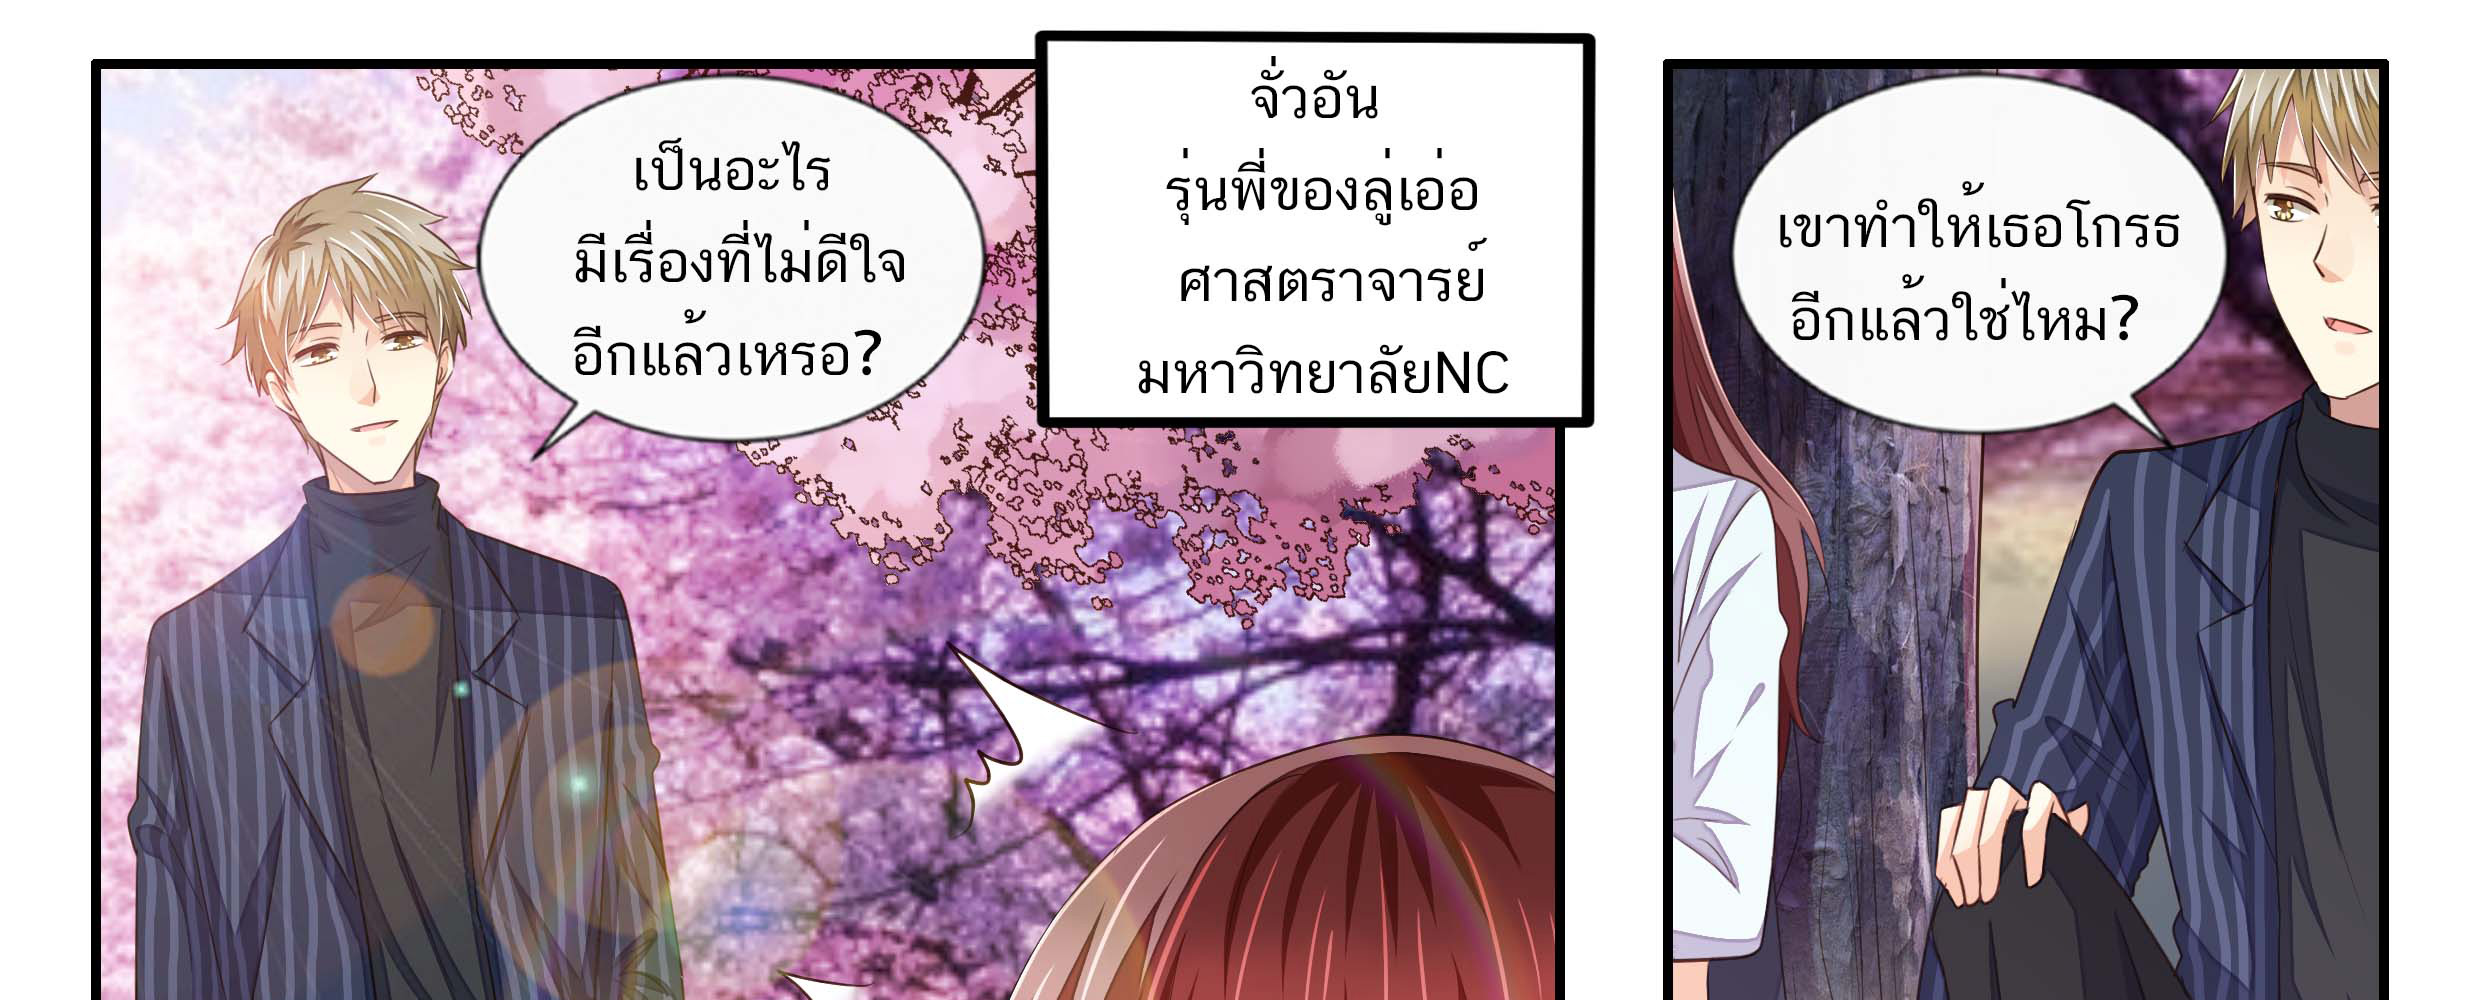 เป็นอะไร
มีเรื่องที่ไม่ดีใจ
อีกแล้วเหรอ?
จั่วอัน
รุ่นพี่ของลู่เอ่อ
ศาสตราจารย์
มหาวิทยาลัยNC
เขาทำให้เธอโกรธ
อีกแล้วใช่ไหม?